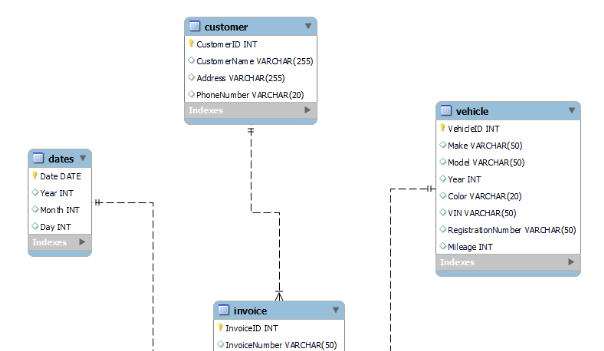 customer
CustomerID INT
CustomerName VARCHAR(255)
Address VARCHAR(255)
PhoneNumber VARCHAR(20)
Indexes
vehicle
VehicleID INT
Make VARCHAR(50)
Model VARCHAR(50)
Year INT
Color VARCHAR(20)
VIN VARCHAR(50)
RegistrationNumber VARCHAR(50)
Mileage INT
Indexes
dates
Date DATE
Year INT
Month INT
Day INT
Indexes
invoice
InvoiceID INT
InvoiceNumber VARCHAR(50)